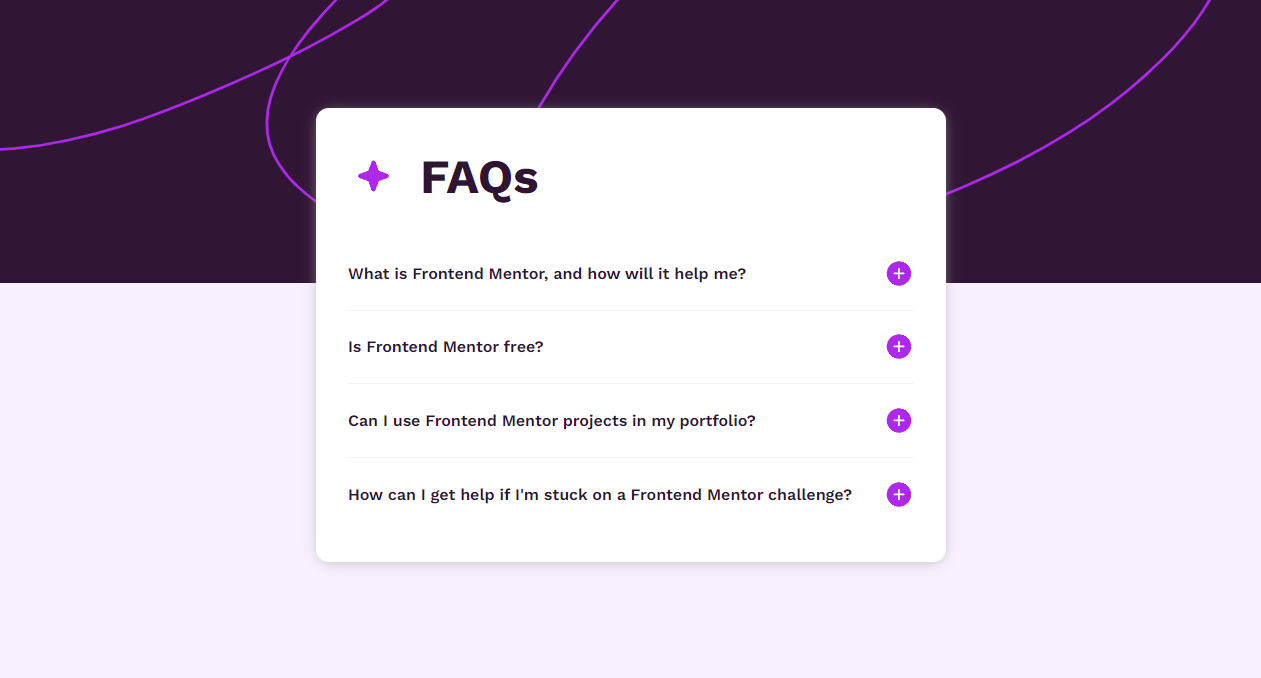 FAQs
What is Frontend Mentor, and how will it help me?
Is Frontend Mentor free?
Can I use Frontend Mentor projects in my portfolio?
How can I get help if I'm stuck on a Frontend Mentor challenge?